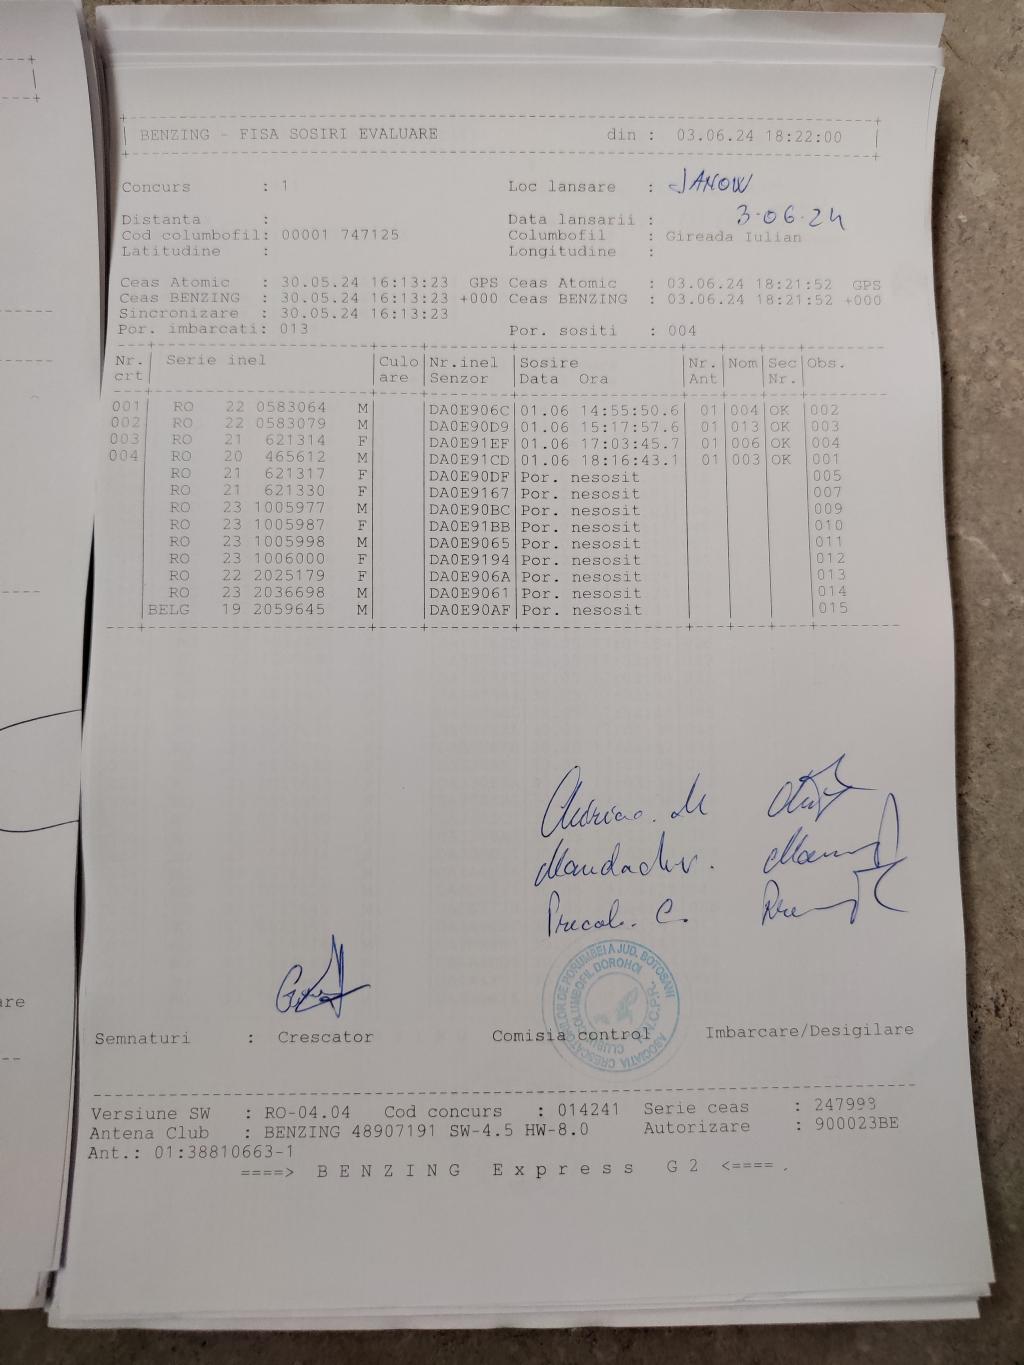 BENZING - FISA SOSIRI EVALUARE din : 03.06.24 18:22:00
Concurs : 1 Loc lansare : JANOW
Distanta : Data lansarii : 3.06.24
Cod columbofil: 00001 747125 Columbofil : Gireada Iulian
Latitudine : Longitudine :
Ceas Atomic : 30.05.24 16:13:23 GPS Ceas Atomic : 03.06.24 18:21:52 GPS
Ceas BENZING : 30.05.24 16:13:23 +000 Ceas BENZING : 03.06.24 18:21:52 +000
Sincronizare : 30.05.24 16:13:23
Por. imbarcati: 013 Por. sositi : 004
Nr. Serie inel Culo Nr.inel Sosire Nr. Nom Sec Obs.
crt are Senzor Data Ora Ant Nr.
001 RO 22 0583064 M DA0E906C 01.06 14:55:50.6 01 004 OK 002
002 RO 22 0583079 M DA0E90D9 01.06 15:17:57.6 01 013 OK 003
003 RO 21 621314 F DA0E91EF 01.06 17:03:45.7 01 006 OK 004
004 RO 20 465612 M DA0E91CD 01.06 18:16:43.1 01 003 OK 001
RO 21 621317 F DA0E90DF Por. nesosit 005
RO 21 621330 F DA0E9167 Por. nesosit 007
RO 23 1005977 M DA0E90BC Por. nesosit 009
RO 23 1005987 F DA0E91BB Por. nesosit 010
RO 23 1005998 M DA0E9065 Por. nesosit 011
RO 23 1006000 F DA0E9194 Por. nesosit 012
RO 22 2025179 F DA0E906A Por. nesosit 013
RO 23 2036698 M DA0E9061 Por. nesosit 014
BELG 19 2059645 M DA0E90AF Por. nesosit 015
Semnaturi : Crescator Comisia control Imbarcare/Desigilare
Versiune SW : RO-04.04 Cod concurs : 014241 Serie ceas : 247993
Antena Club : BENZING 48907191 SW-4.5 HW-8.0 Autorizare : 900023BE
Ant.: 01:38810663-1
====> BENZING Express G2 <====